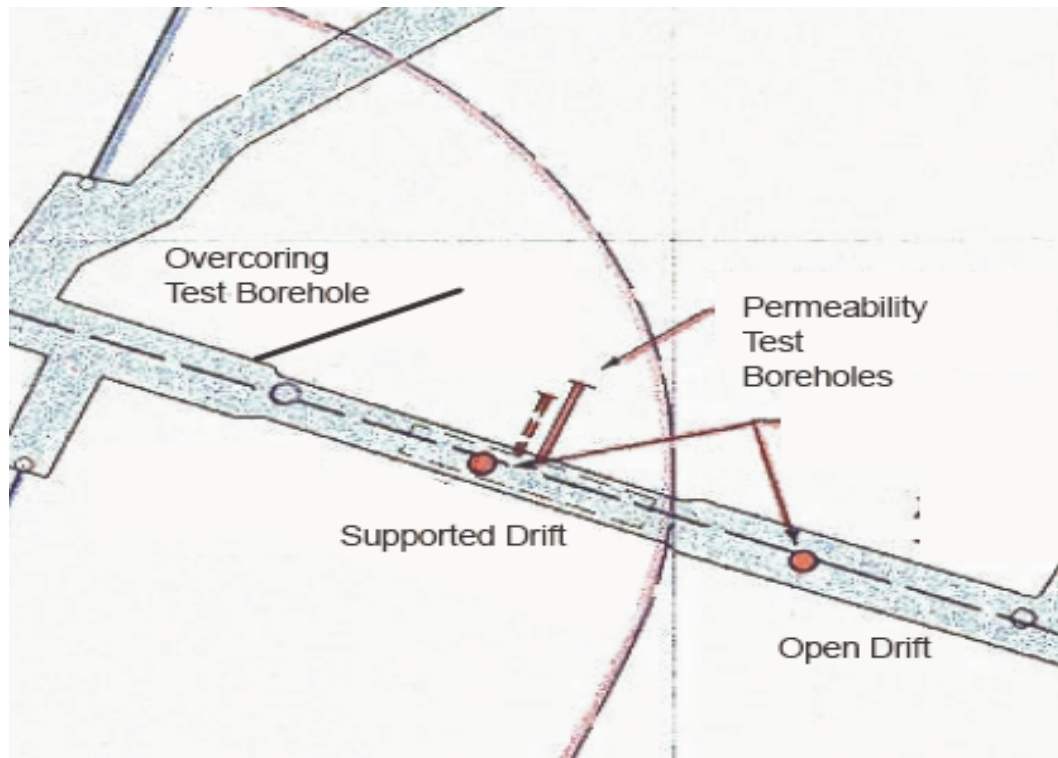 Overcoring
Test Borehole
Permeability
Test
Boreholes
Supported Drift
Open Drift